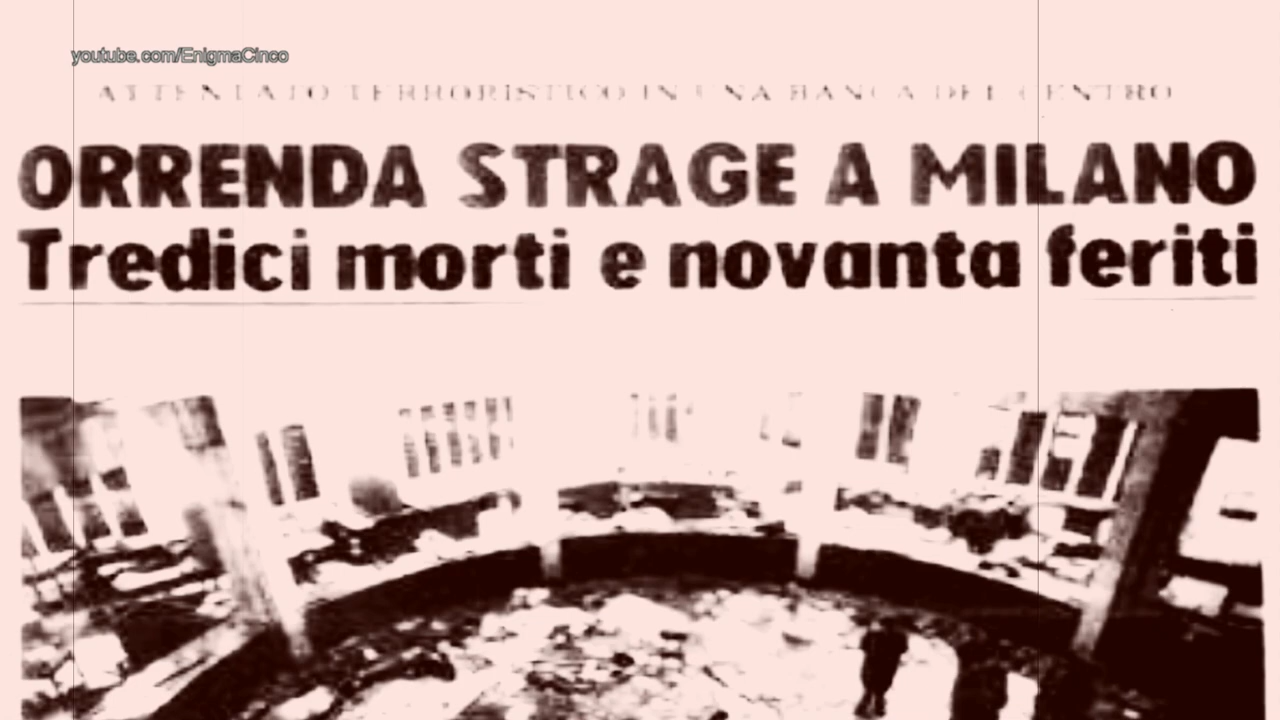 youtube.com/EnigmaCinco
ATTENTATO TERRORISTICO IN UNA BANCA DEL CENTRO
ORRENDA STRAGE A MILANO
Tredici morti e novanta feriti